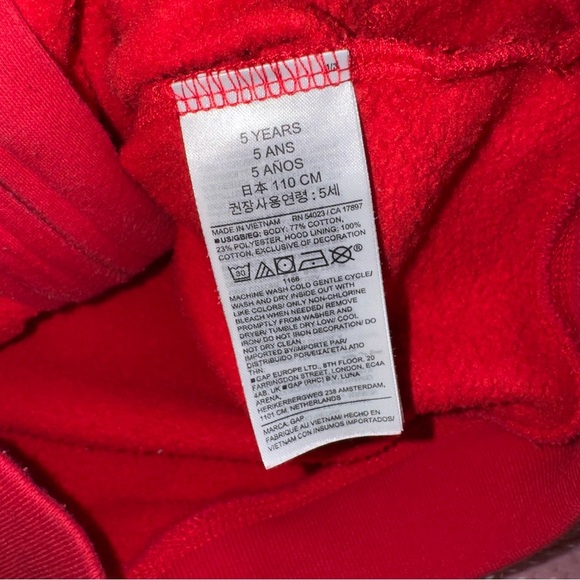 1/3
5 YEARS
5 ANS
5 AÑOS
日本 110 CM
권장사용연령 : 5세
MADE IN VIETNAM RN 54023 / CA 17897
■US/GB/EG: BODY: 77% COTTON,
23% POLYESTER, HOOD LINING: 100%
COTTON, EXCLUSIVE OF DECORATION
30
1166
MACHINE WASH COLD GENTLE CYCLE/
WASH AND DRY INSIDE OUT WITH
LIKE COLORS/ ONLY NON-CHLORINE
BLEACH WHEN NEEDED/ REMOVE
PROMPTLY FROM WASHER AND
DRYER/ TUMBLE DRY LOW/ COOL
IRON/ DO NOT IRON DECORATION/ DO
NOT DRY CLEAN
IMPORTED BY/IMPORTE PAR/
DISTRIBUIDO POR/EIZATETAI ATIO
THN:
■GAP EUROPE LTD., 8TH FLOOR, 20
FARRINGDON STREET, LONDON, EC4A
4AB. UK ■GAP (RHC) B.V. LUNA
ARENA,
HERIKERBERGWEG 238 AMSTERDAM,
1101 CM, NETHERLANDS
MARCA: GAP
FABRIQUE AU VIETNAM/ HECHO EN
VIETNAM CON INSUMOS IMPORTADOS.